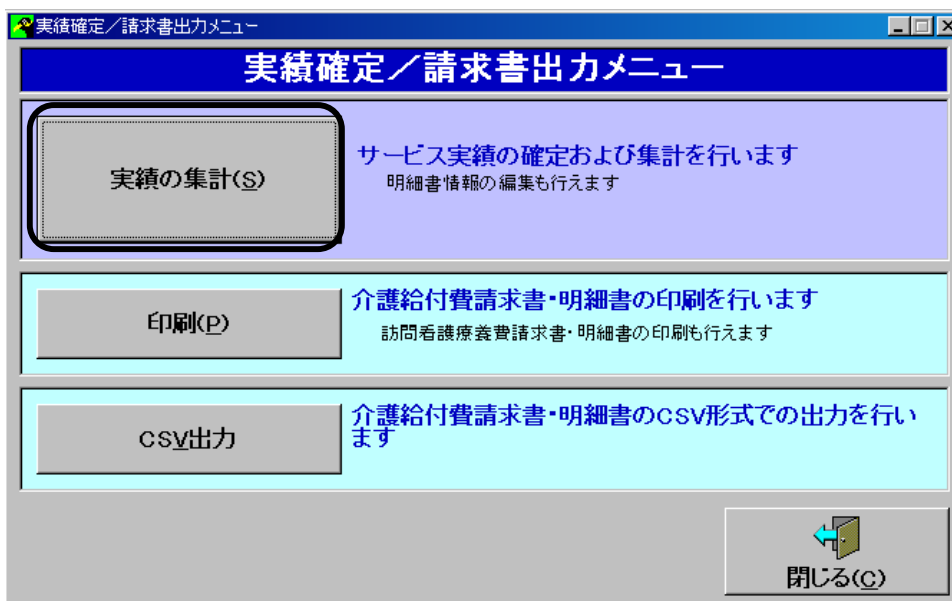 実績確定／請求書出力メニュー
実績確定／請求書出力メニュー
実績の集計(S)
サービス実績の確定および集計を行います
明細書情報の編集も行えます
印刷(P)
介護給付費請求書・明細書の印刷を行います
訪問看護療養費請求書・明細書の印刷も行えます
CSV出力
介護給付費請求書・明細書のCSV形式での出力を行い
ます
閉じる(C)